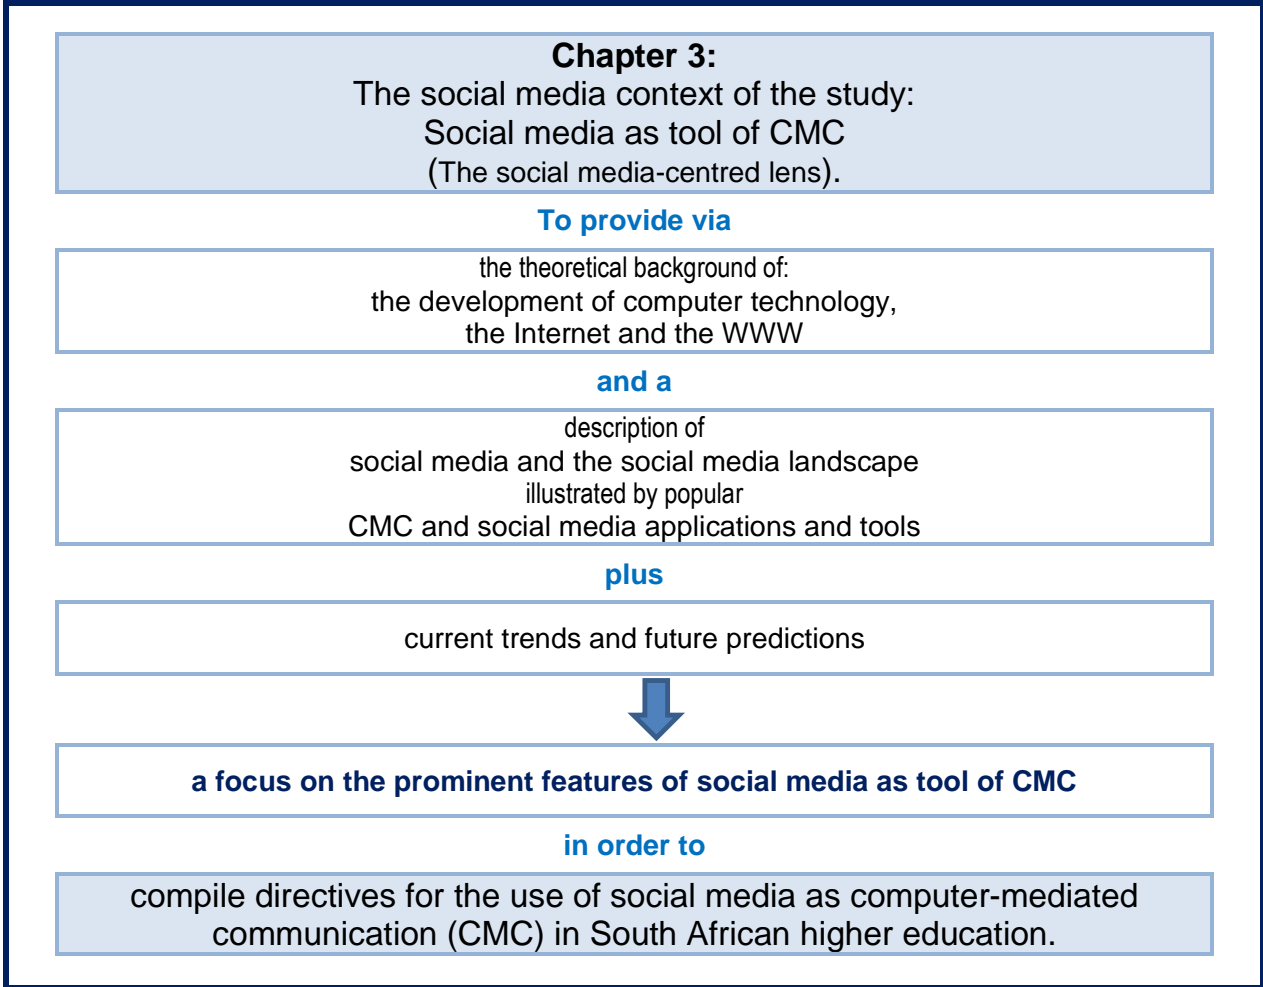 Chapter 3:
The social media context of the study:
Social media as tool of CMC
(The social media-centred lens).
To provide via
the theoretical background of:
the development of computer technology,
the Internet and the WWW
and a
description of
social media and the social media landscape
illustrated by popular
CMC and social media applications and tools
plus
current trends and future predictions
a focus on the prominent features of social media as tool of CMC
in order to
compile directives for the use of social media as computer-mediated
communication (CMC) in South African higher education.